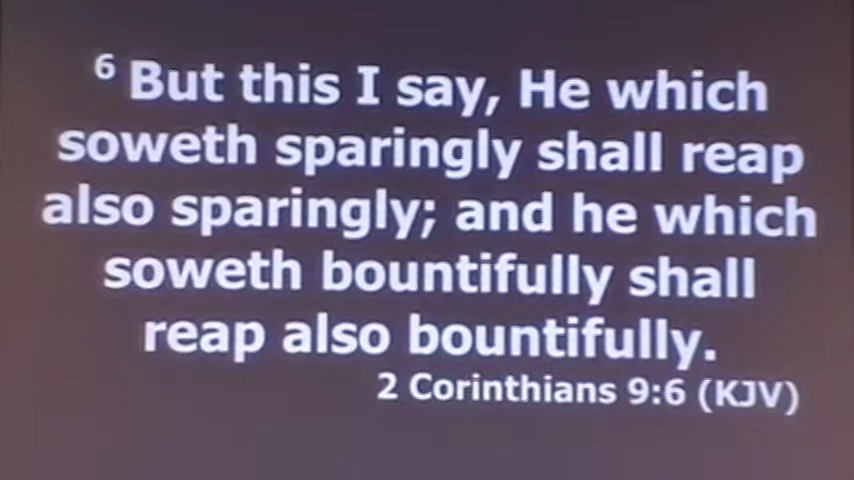 6 But this I say, He which
soweth sparingly shall reap
also sparingly; and he which
soweth bountifully shall
reap also bountifully.
2 Corinthians 9:6 (KJV)